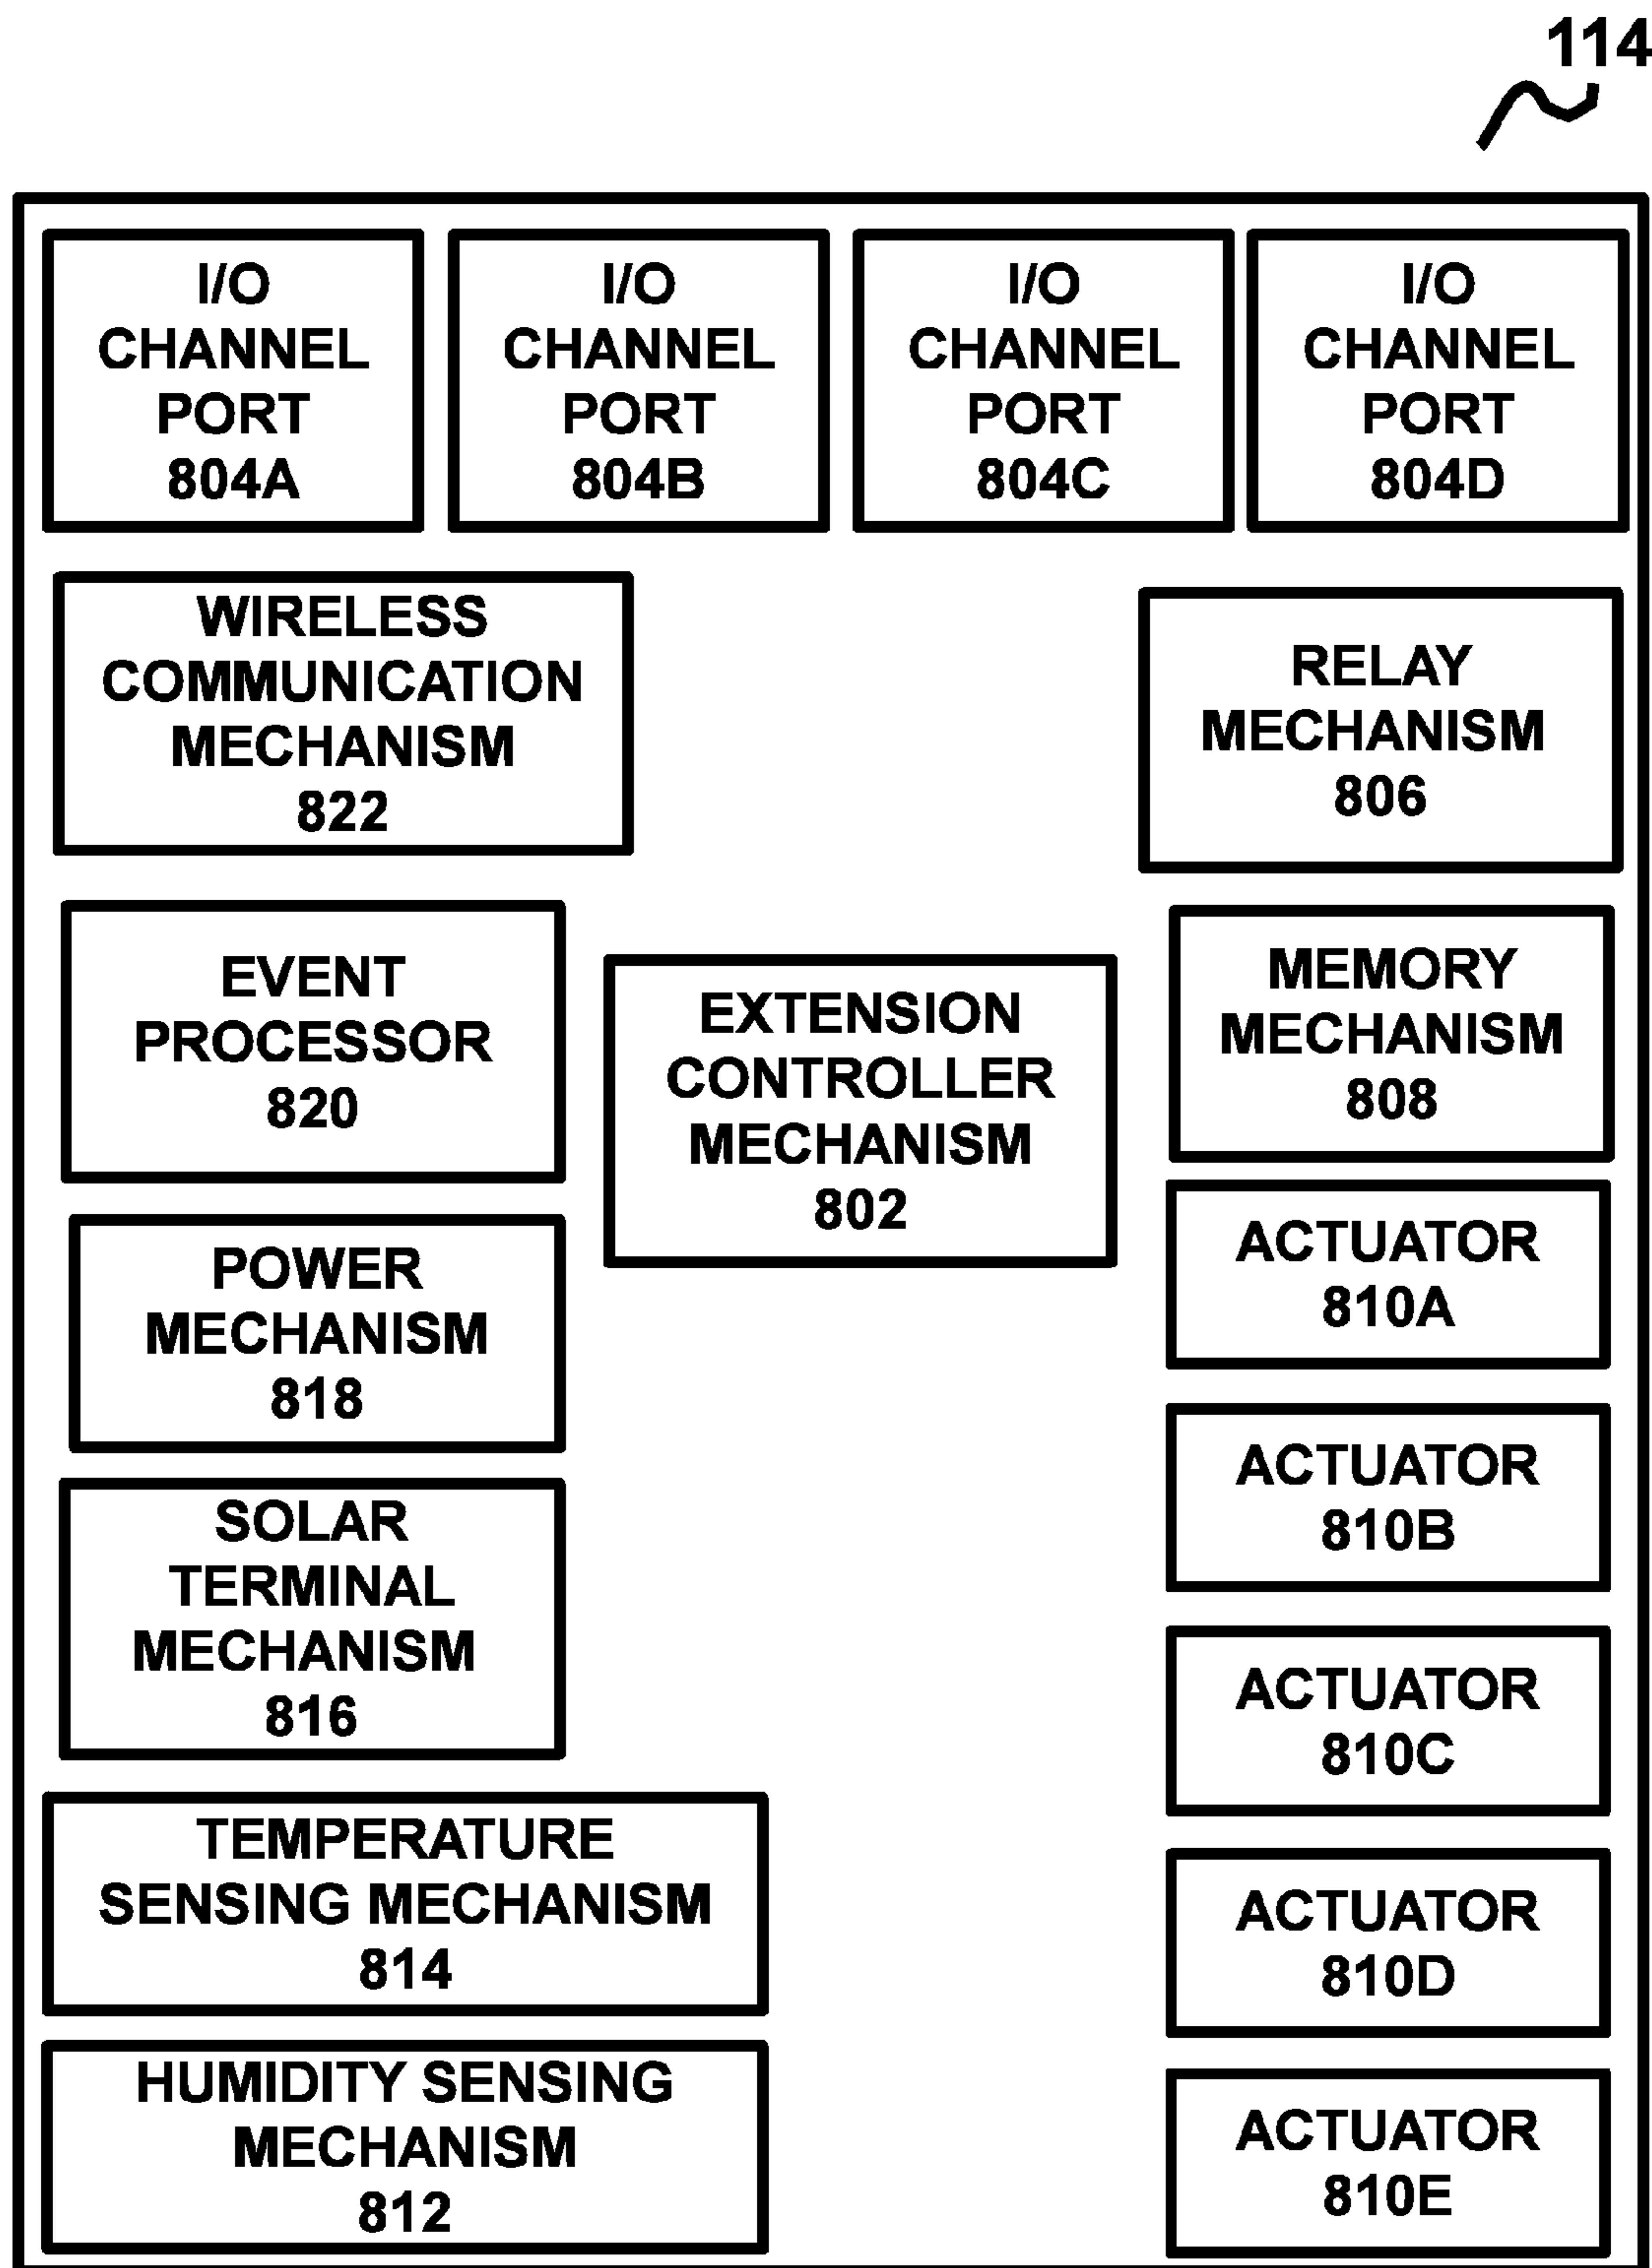 114
I/O
CHANNEL
PORT
804A
I/O
CHANNEL
PORT
804B
I/O
CHANNEL
PORT
804C
I/O
CHANNEL
PORT
804D
WIRELESS
COMMUNICATION
MECHANISM
822
RELAY
MECHANISM
806
EVENT
PROCESSOR
820
EXTENSION
CONTROLLER
MECHANISM
802
MEMORY
MECHANISM
808
POWER
MECHANISM
818
ACTUATOR
810A
ACTUATOR
810B
SOLAR
TERMINAL
MECHANISM
816
ACTUATOR
810C
TEMPERATURE
SENSING MECHANISM
814
ACTUATOR
810D
HUMIDITY SENSING
MECHANISM
812
ACTUATOR
810E